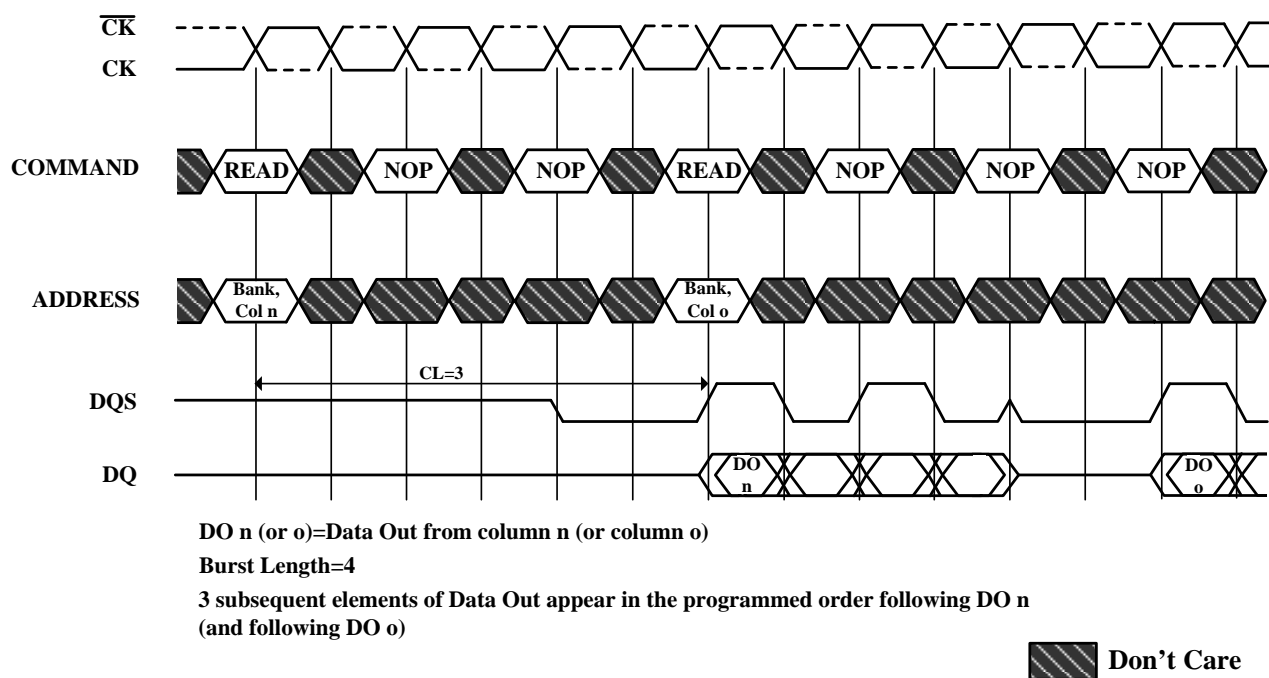 CK
CK
COMMAND READ NOP NOP READ NOP NOP NOP
ADDRESS Bank, Col n Bank, Col o
CL=3
DQS
DQ DO n DO o
DO n (or o)=Data Out from column n (or column o)
Burst Length=4
3 subsequent elements of Data Out appear in the programmed order following DO n
(and following DO o)
Don't Care